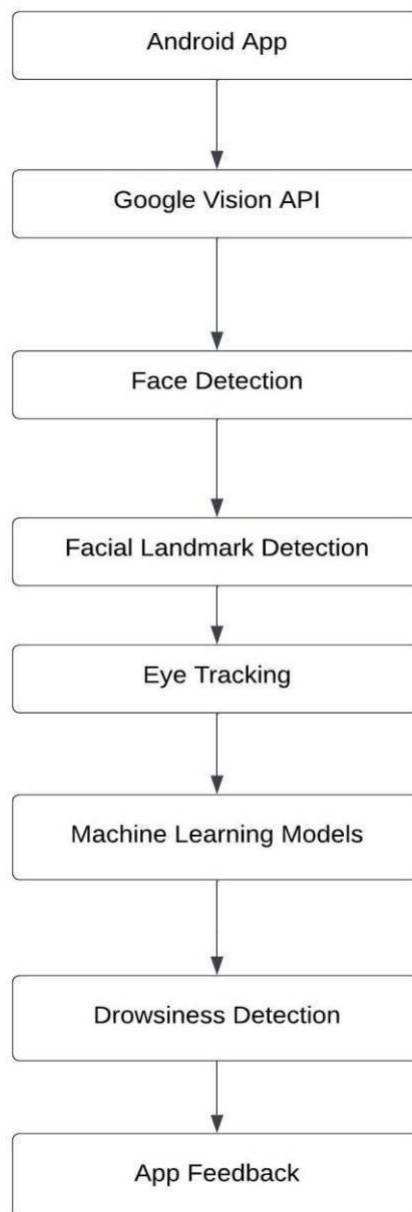 Android App
Google Vision API
Face Detection
Facial Landmark Detection
Eye Tracking
Machine Learning Models
Drowsiness Detection
App Feedback